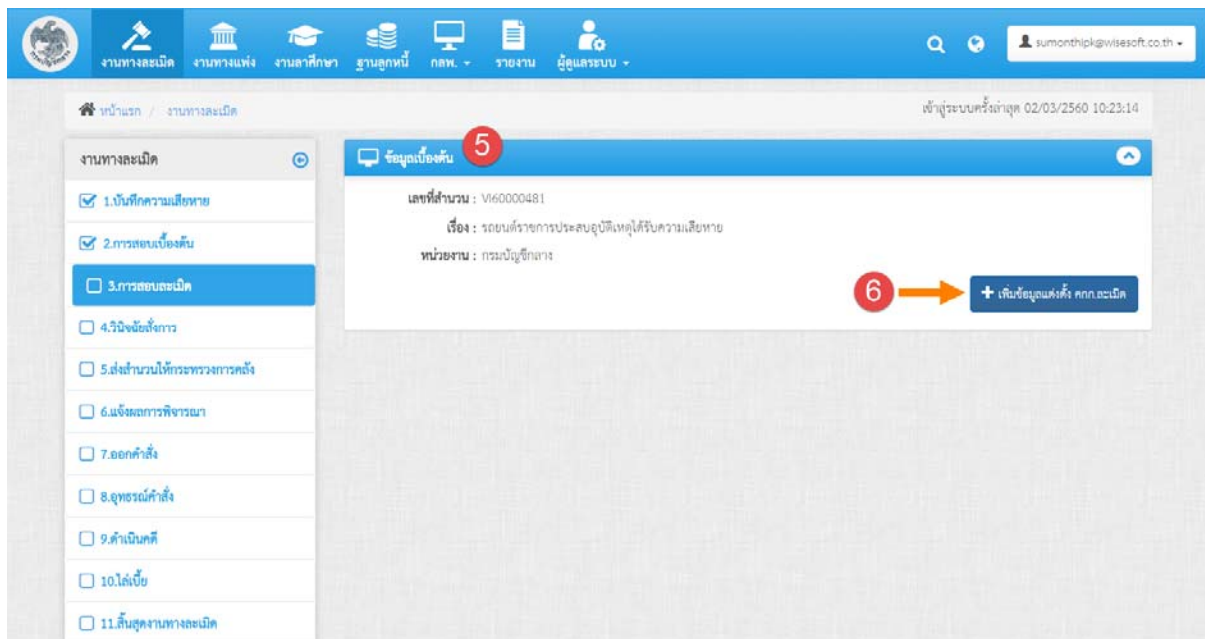 งานทางละเมิด งานทางแพ่ง งานลาศึกษา ฐานลูกหนี้ กลพ. รายงาน ผู้ดูแลระบบ sumonthipk@wisesoft.co.th
หน้าแรก / งานทางละเมิด เข้าสู่ระบบครั้งล่าสุด 02/03/2560 10:23:14
งานทางละเมิด
1.บันทึกความเสียหาย
2.การสอบเบื้องต้น
3.การสอบละเมิด
4.วินิจฉัยสั่งการ
5.ส่งสำนวนให้กระทรวงการคลัง
6.แจ้งผลการพิจารณา
7.ออกคำสั่ง
8.อุทธรณ์คำสั่ง
9.ดำเนินคดี
10.ไล่เบี้ย
11.สิ้นสุดงานทางละเมิด
ข้อมูลเบื้องต้น 5
เลขที่สำนวน : VI60000481
เรื่อง : รถยนต์ราชการประสบอุบัติเหตุได้รับความเสียหาย
หน่วยงาน : กรมบัญชีกลาง
6 เพิ่มข้อมูลแต่งตั้ง คกก.ละเมิด